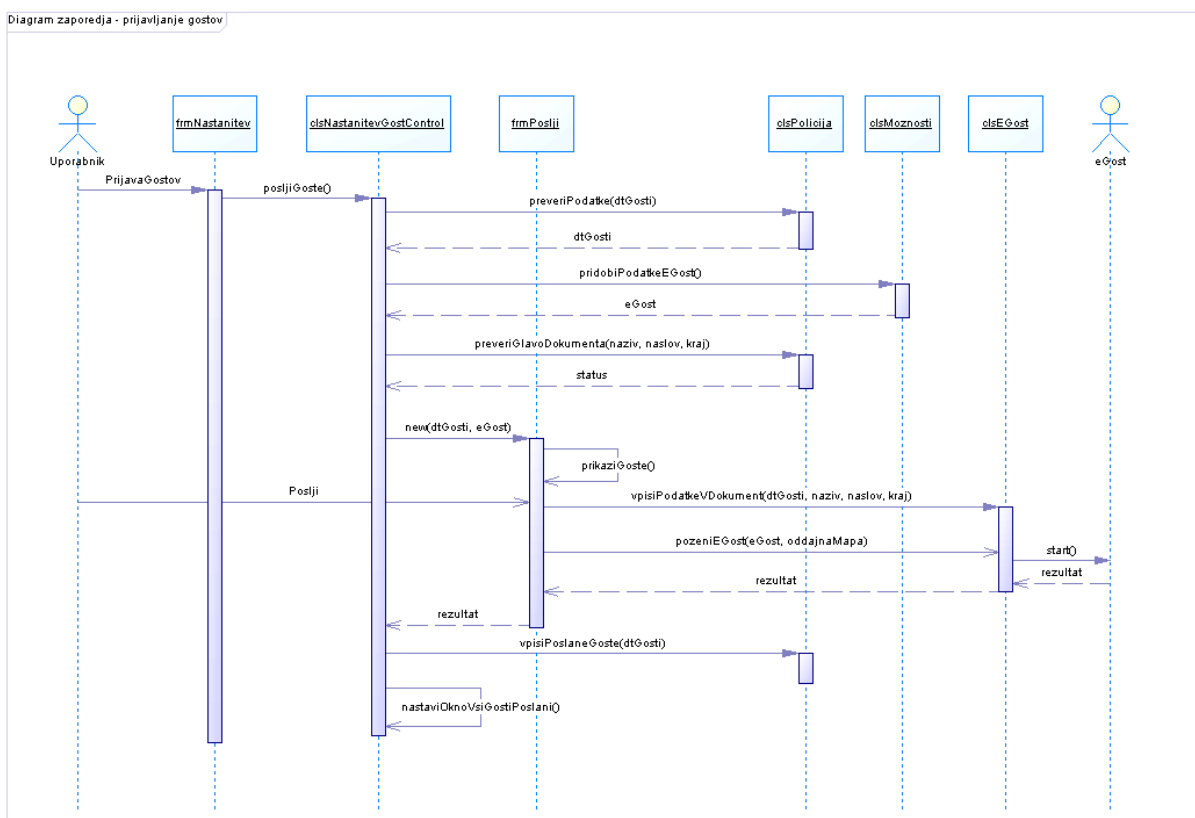 Diagram zaporedja - prijavljanje gostov
frmNastanitev
clsNastanitevGostControl
frmPoslji
clsPolicija
clsMoznosti
clsEGost
Uporabnik
eGost
PrijavaGostov
posljiGoste()
preveriPodatke(dtGosti)
dtGosti
pridobiPodatkeEGost()
eGost
preveriGlavoDokumenta(naziv, naslov, kraj)
status
new(dtGosti, eGost)
prikaziGoste()
Poslji
vpisiPodatkeVDokument(dtGosti, naziv, naslov, kraj)
pozeniEGost(eGost, oddajnaMapa)
start()
rezultat
rezultat
rezultat
vpisiPoslaneGoste(dtGosti)
nastaviOknoVsiGostiPoslani()